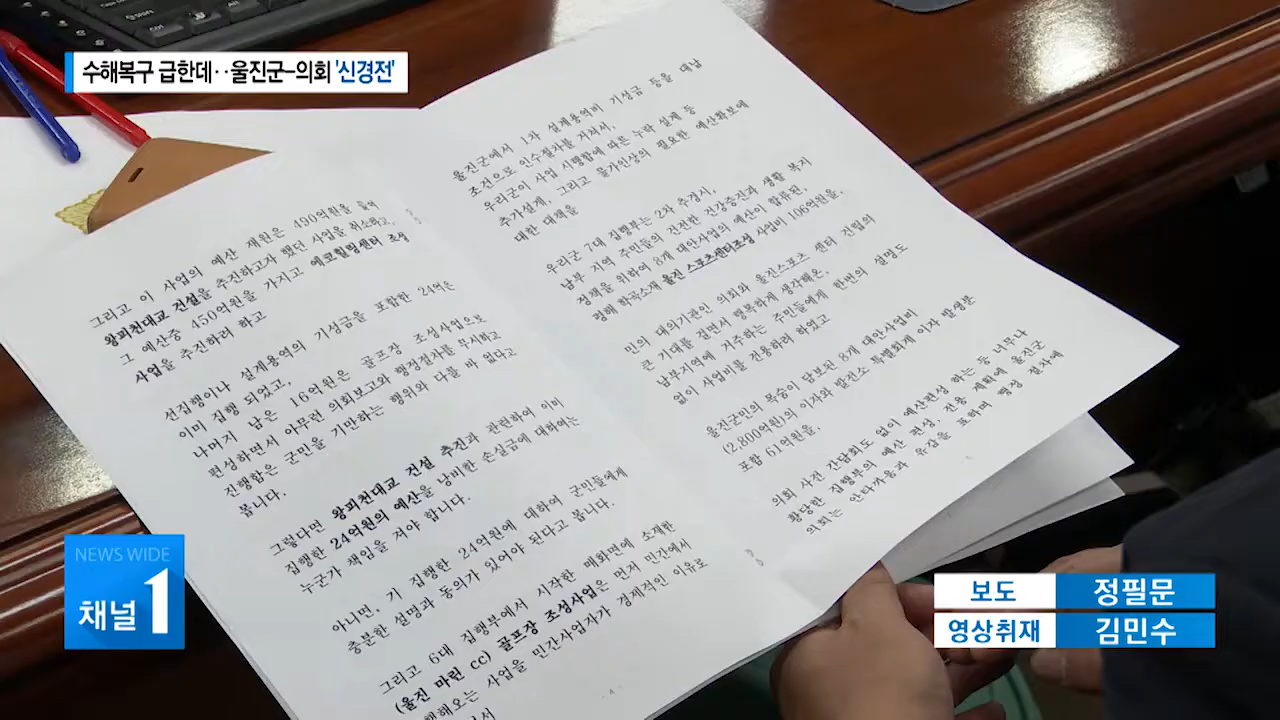 수해복구 급한데‥울진군-의회 '신경전'
그리고 이 사업의 예산 재원은 490억원을 들여
왕피천대교 건설을 추진하고자 했던 사업을 취소하고,
그 예산중 450억원을 가지고 에코힐링센터 조성
사업을 추진하려 하고
선집행이나 설계용역의 기성금을 포함한 24억은
이미 집행 되었고,
나머지 남은 16억원은 골프장 조성사업으로
편성하면서 아무런 의회보고와 행정절차를 무시하고
진행함은 군민을 기만하는 행위와 다를 바 없다고
봅니다.
그렇다면 왕피천대교 건설 추진과 관련하여 이미
집행한 24억원의 예산을 낭비한 손실금에 대하여는
누군가 책임을 져야 합니다.
아니면, 기 집행한 24억원에 대하여 군민들에게
충분한 설명과 동의가 있어야 된다고 봅니다.
그리고 6대 집행부에서 시작한 매화면에 소재한
(울진 마린 CC) 골프장 조성사업은 먼저 민간에서
행해오는 사업을 민간사업자가 경제적인 이유로
- 4 -
울진군에서 1차 설계용역비 기성금 등을 대납
조건으로 인수절차를 거쳐서,
우리군이 사업 시행함에 따른 누락 설계 등
추가설계, 그리고 물가인상의 필요한 예산확보에
대한 대책을
우리군 7대 집행부는 2차 추경시,
남부 지역 주민들의 진전한 건강증진과 생활 복지
정책을 위하여 8개 대안사업의 예산이 함유된,
평해 학곡소재 울진 스포츠센터조성 사업비 106억원을,
민의 대의기관인 의회와 울진스포츠 센터 건립의
큰 기대를 걸면서 행복하게 생각해온,
남부지역에 거주하는 주민들에게 한번의 설명도
없이 사업비를 전용하려 하였고
울진군민의 목숨이 담보된 8개 대안사업비
(2,800억원)의 이자와 발전소 특별회계 이자 발생분
포함 61억원을,
의회 사전 간담회도 없이 예산편성 하는 등 너무나
황당한 집행부의 예산 편성, 전용 계획에 울진군
의회는 안타까움과 유감을 표하며 행정 절차에
NEWS WIDE
채널 1
보도 정필문
영상취재 김민수